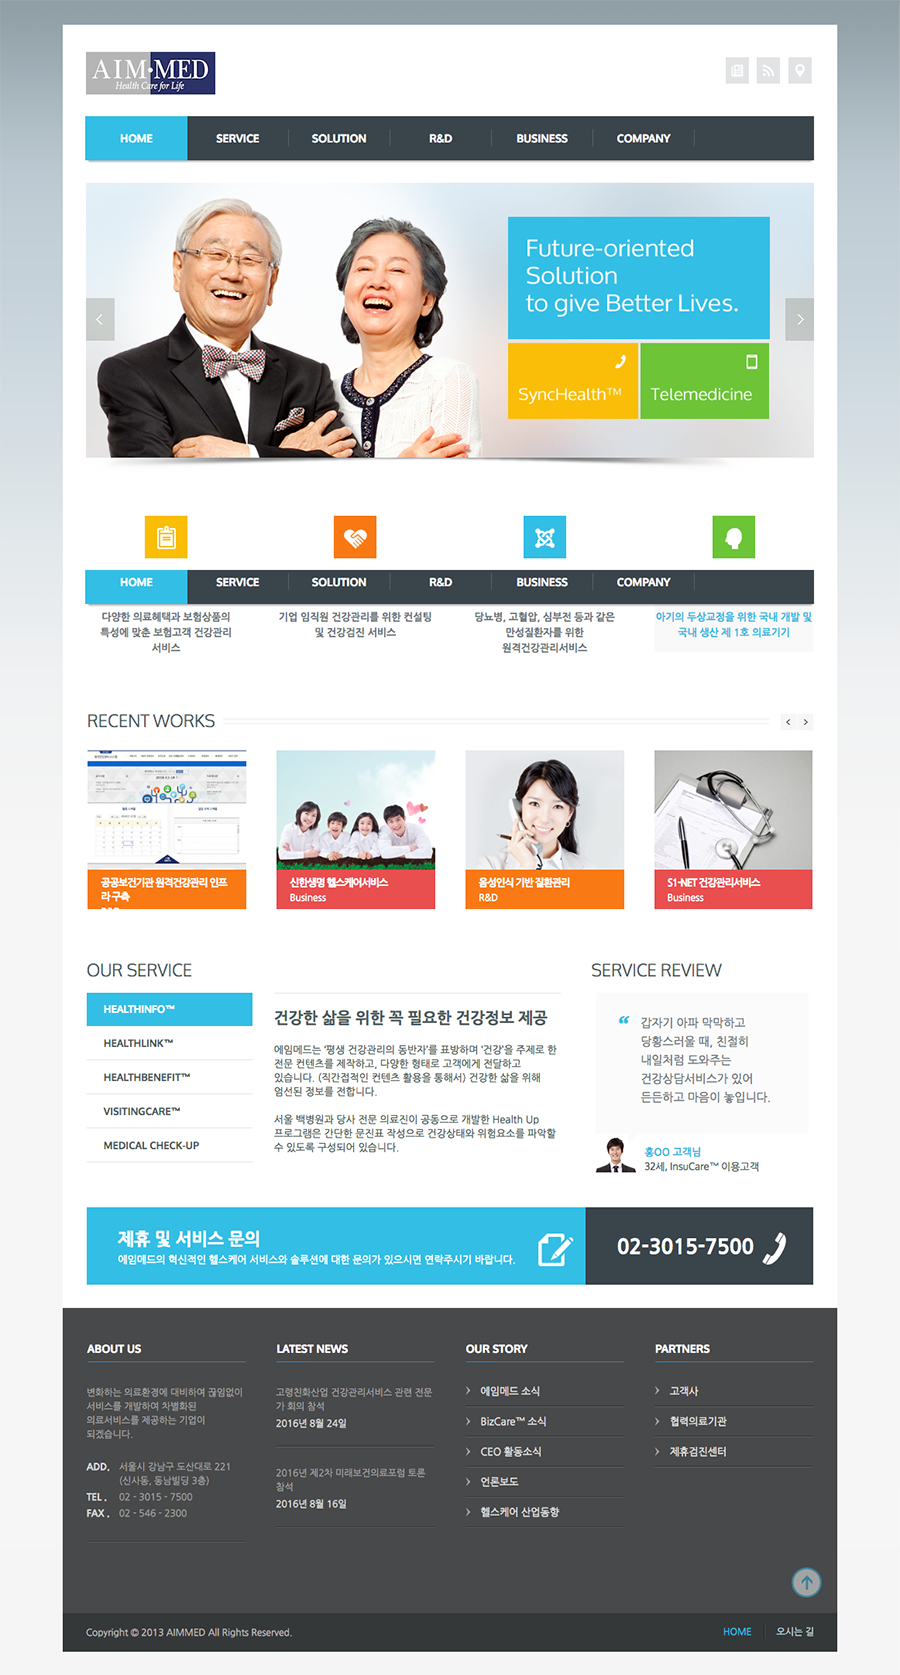 AIM·MED
Health Care for Life
HOME SERVICE SOLUTION R&D BUSINESS COMPANY
Future-oriented
Solution
to give Better Lives.
SyncHealth™ Telemedicine
HOME SERVICE SOLUTION R&D BUSINESS COMPANY
다양한 의료혜택과 보험상품의
특성에 맞춘 보험고객 건강관리
서비스
기업 임직원 건강관리를 위한 컨설팅
및 건강검진 서비스
당뇨병, 고혈압, 심부전 등과 같은
만성질환자를 위한
원격건강관리서비스
아기의 두상교정을 위한 국내 개발 및
국내 생산 제 1호 의료기기
RECENT WORKS
공공보건기관 원격건강관리 인프
라 구축
신한생명 헬스케어서비스
Business
음성인식 기반 질환관리
R&D
S1-NET 건강관리서비스
Business
OUR SERVICE
HEALTHINFO™
HEALTHLINK™
HEALTHBENEFIT™
VISITINGCARE™
MEDICAL CHECK-UP
건강한 삶을 위한 꼭 필요한 건강정보 제공
에임메드는 '평생 건강관리의 동반자'를 표방하며 '건강'을 주제로 한
전문 컨텐츠를 제작하고, 다양한 형태로 고객에게 전달하고
있습니다. (직간접적인 컨텐츠 활용을 통해서) 건강한 삶을 위해
엄선된 정보를 전합니다.
서울 백병원과 당사 전문 의료진이 공동으로 개발한 Health Up
프로그램은 간단한 문진표 작성으로 건강상태와 위험요소를 파악할
수 있도록 구성되어 있습니다.
SERVICE REVIEW
“ 갑자기 아파 막막하고
당황스러울 때, 친절히
내일처럼 도와주는
건강상담서비스가 있어
든든하고 마음이 놓입니다.
홍OO 고객님
32세, InsuCare™ 이용고객
제휴 및 서비스 문의
에임메드의 혁신적인 헬스케어 서비스와 솔루션에 대한 문의가 있으시면 연락주시기 바랍니다.
02-3015-7500
ABOUT US
변화하는 의료환경에 대비하여 끊임없이
서비스를 개발하여 차별화된
의료서비스를 제공하는 기업이
되겠습니다.
ADD. 서울시 강남구 도산대로 221
(신사동, 동남빌딩 3층)
TEL . 02 - 3015 - 7500
FAX . 02 - 546 - 2300
LATEST NEWS
고령친화산업 건강관리서비스 관련 전문
가 회의 참석
2016년 8월 24일
2016년 제2차 미래보건의료포럼 토론
참석
2016년 8월 16일
OUR STORY
에임메드 소식
BizCare™ 소식
CEO 활동소식
언론보도
헬스케어 산업동향
PARTNERS
고객사
협력의료기관
제휴검진센터
Copyright © 2013 AIMMED All Rights Reserved.
HOME 오시는 길